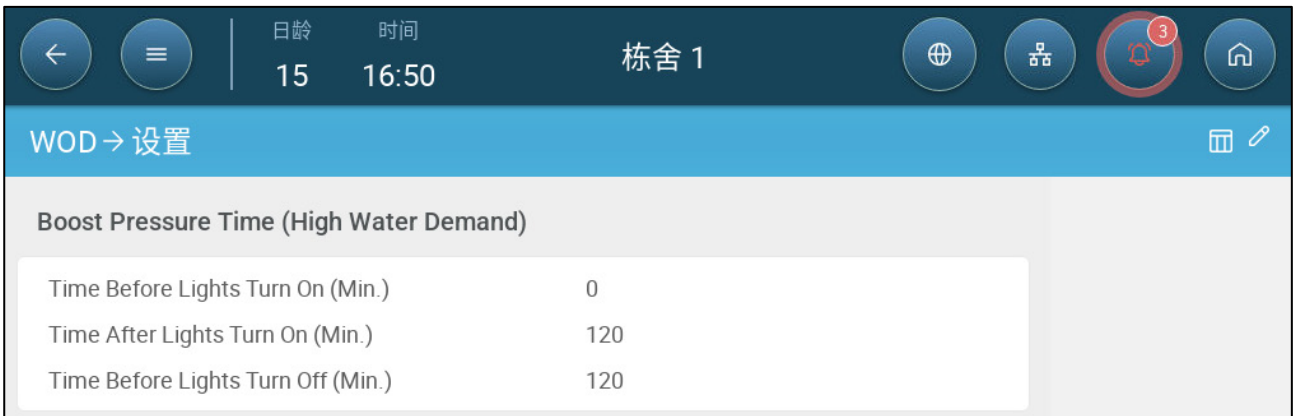 日龄 时间
15 16:50
栋舍 1
3
WOD→设置
Boost Pressure Time (High Water Demand)
Time Before Lights Turn On (Min.) 0
Time After Lights Turn On (Min.) 120
Time Before Lights Turn Off (Min.) 120